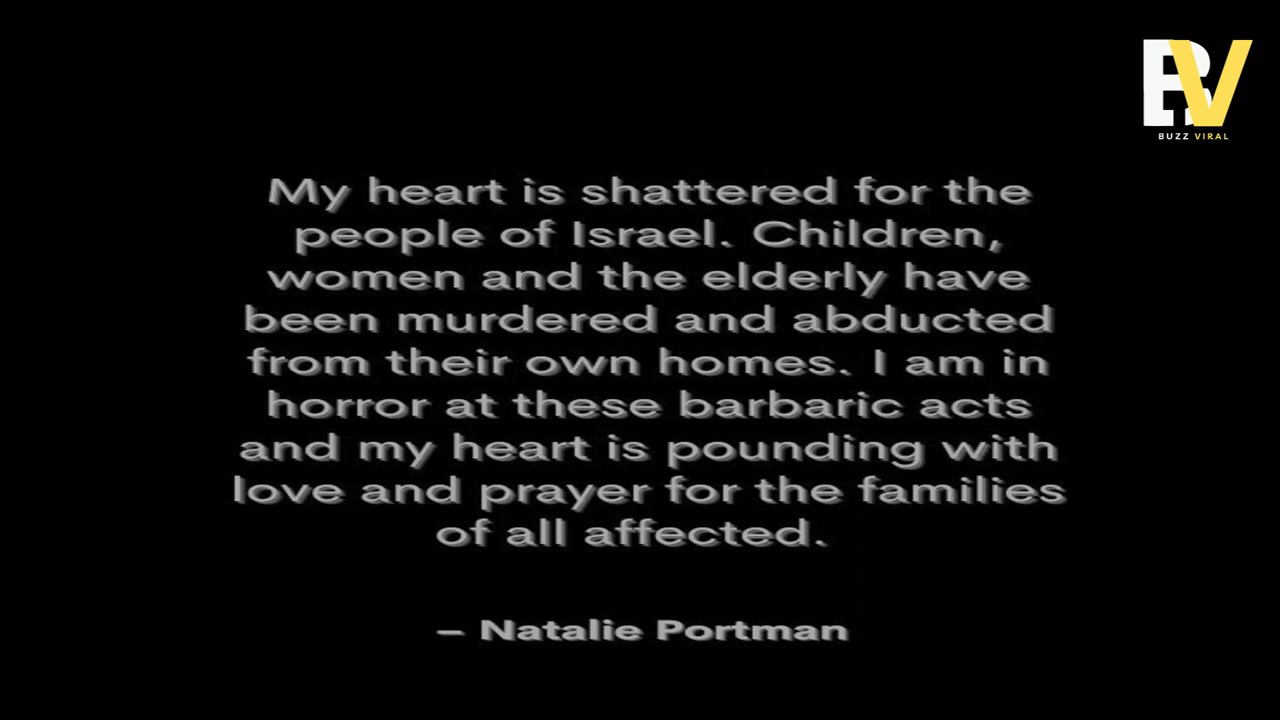 BV
BUZZ VIRAL
My heart is shattered for the
people of Israel. Children,
women and the elderly have
been murdered and abducted
from their own homes. I am in
horror at these barbaric acts
and my heart is pounding with
love and prayer for the families
of all affected.
– Natalie Portman